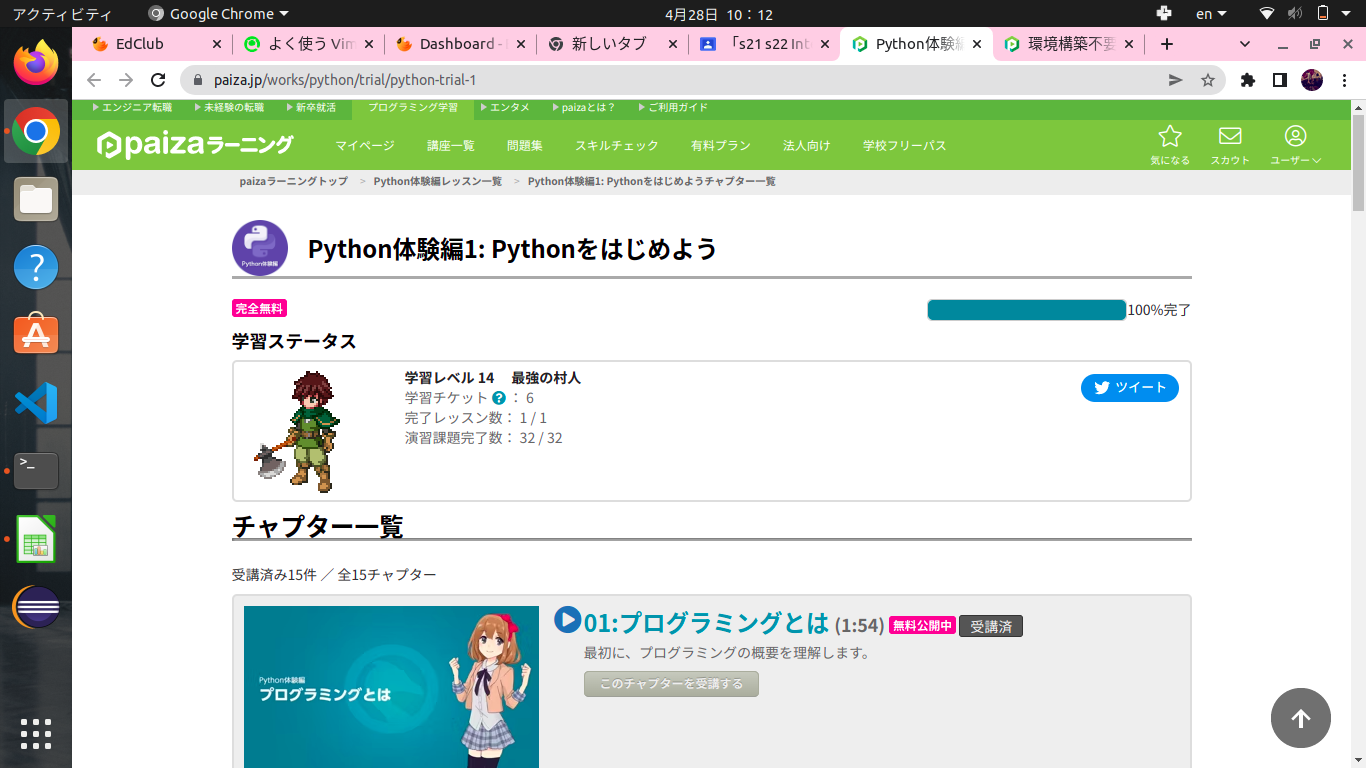 アクティビティ Google Chrome 4月28日 10：12 en
EdClub よく使う Vim Dashboard - 新しいタブ 「s21 s22 Int Python体験編 環境構築不要
paiza.jp/works/python/trial/python-trial-1
エンジニア転職 未経験の転職 新卒就活 プログラミング学習 エンタメ paizaとは？ ご利用ガイド
paizaラーニング マイページ 講座一覧 問題集 スキルチェック 有料プラン 法人向け 学校フリーパス 気になる スカウト ユーザー
paizaラーニングトップ > Python体験編レッスン一覧 > Python体験編1: Pythonをはじめようチャプター一覧
Python体験編
Python体験編1: Pythonをはじめよう
完全無料 100%完了
学習ステータス
学習レベル 14 最強の村人 ツイート
学習チケット ? ： 6
完了レッスン数： 1 / 1
演習課題完了数： 32 / 32
チャプター一覧
受講済み15件 ／ 全15チャプター
01:プログラミングとは (1:54) 無料公開中 受講済
最初に、プログラミングの概要を理解します。
このチャプターを受講する
Python体験編
プログラミングとは